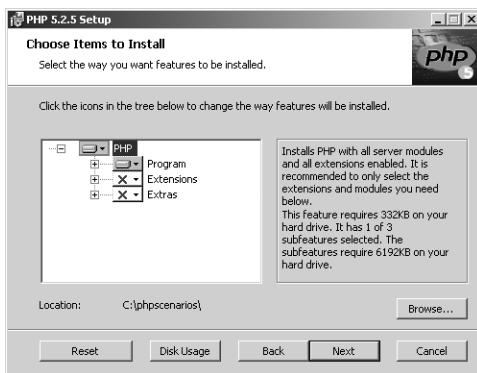 PHP 5.2.5 Setup
Choose Items to Install
Select the way you want features to be installed.
php
5
Click the icons in the tree below to change the way features will be installed.
PHP
Program
Extensions
Extras
Installs PHP with all server modules
and all extensions enabled. It is
recommended to only select the
extensions and modules you need
below.
This feature requires 332KB on your
hard drive. It has 1 of 3
subfeatures selected. The
subfeatures require 6192KB on your
hard drive.
Location: C:\phpscenarios\
Browse...
Reset Disk Usage Back Next Cancel